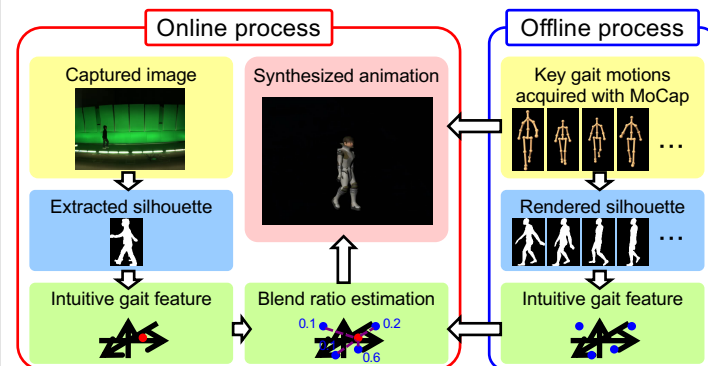 Online process
Offline process
Captured image
Synthesized animation
Key gait motions
acquired with MoCap
...
Extracted silhouette
Rendered silhouette
...
Intuitive gait feature
Blend ratio estimation
Intuitive gait feature
0.1
0.2
0.6